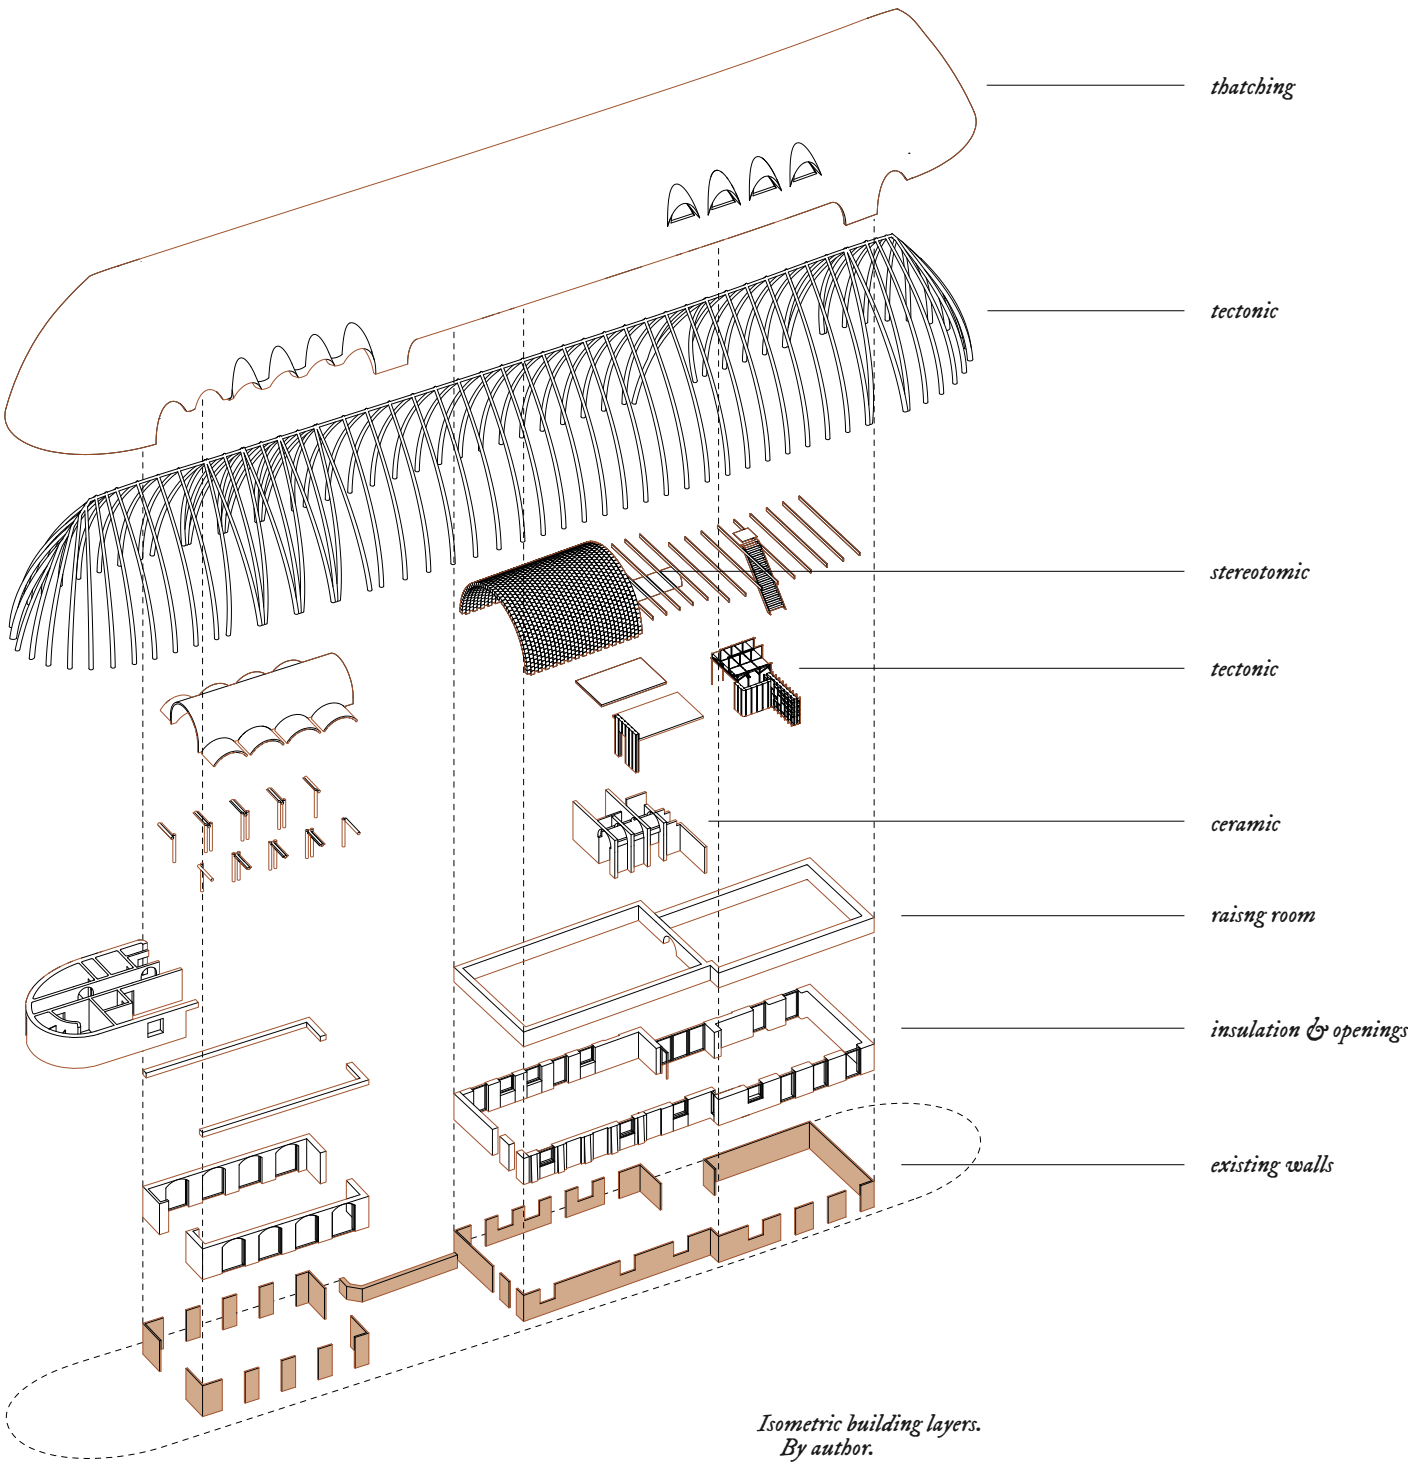 thatching
tectonic
stereotomic
tectonic
ceramic
raisng room
insulation & openings
existing walls
Isometric building layers.
By author.